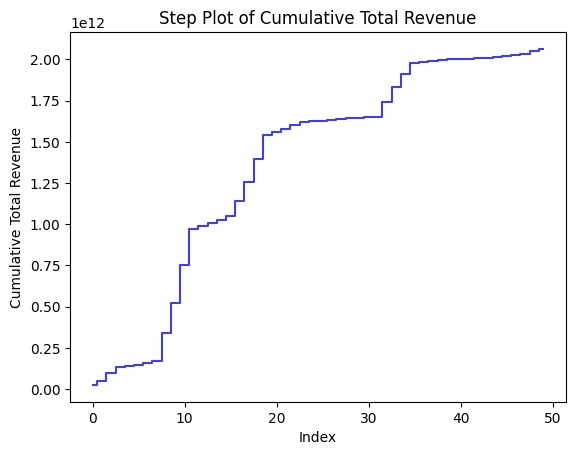 Step Plot of Cumulative Total Revenue
1e12
2.00
1.75
1.50
1.25
1.00
0.75
0.50
0.25
0.00
Cumulative Total Revenue
0 10 20 30 40 50
Index